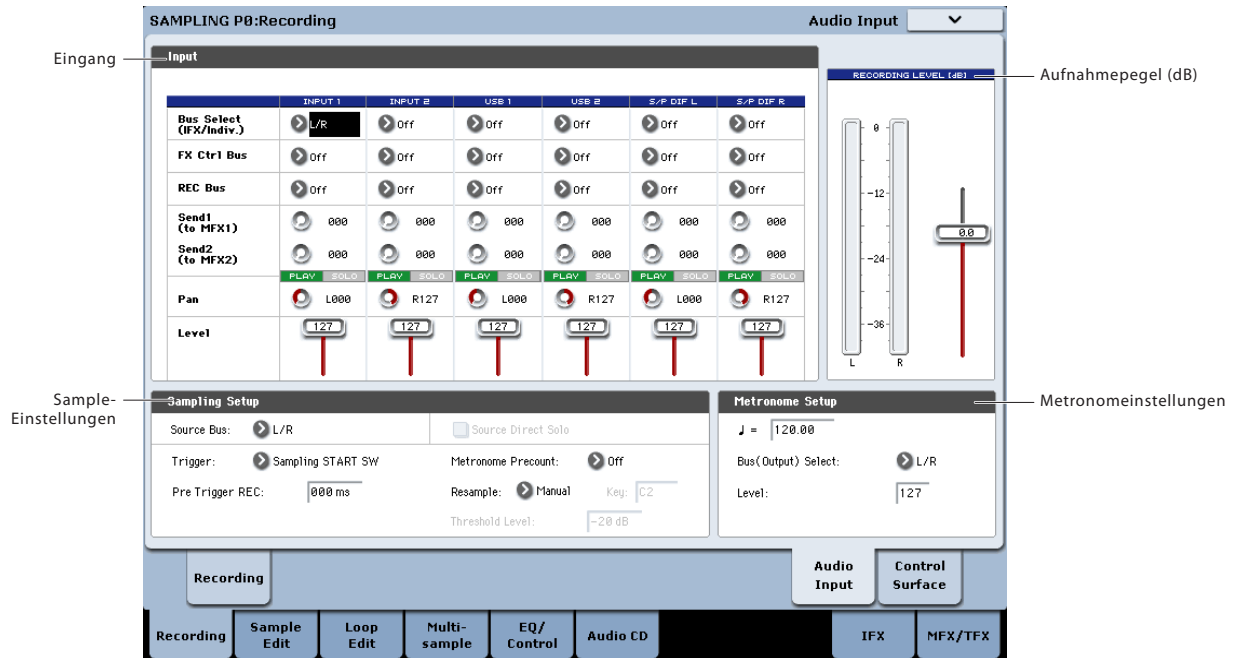 SAMPLING P0:Recording
Audio Input
Eingang
Input
RECORDING LEVEL (dB)
Aufnahmepegel (dB)
INPUT 1 INPUT 2 USB 1 USB 2 S/P DIF L S/P DIF R
Bus Select
(IFX/Indiv.)
L/R Off Off Off Off Off
FX Ctrl Bus Off Off Off Off Off Off
REC Bus Off Off Off Off Off Off
Send1
(to MFX1)
000 000 000 000 000 000
Send2
(to MFX2)
000 000 000 000 000 000
PLAY SOLO PLAY SOLO PLAY SOLO PLAY SOLO PLAY SOLO PLAY SOLO
Pan L000 R127 L000 R127 L000 R127
Level 127 127 127 127 127 127
0
-12
-24
-36
0.0
L R
Sample-
Einstellungen
Sampling Setup
Source Bus: L/R Source Direct Solo
Trigger: Sampling START SW Metronome Precount: Off
Pre Trigger REC: 000 ms Resample: Manual Key: C2
Threshold Level: -20 dB
Metronome Setup
Metronomeinstellungen
♩ = 120.00
Bus(Output) Select: L/R
Level: 127
Recording
Audio
Input
Control
Surface
Recording
Sample
Edit
Loop
Edit
Multi-
sample
EQ/
Control
Audio CD
IFX
MFX/TFX